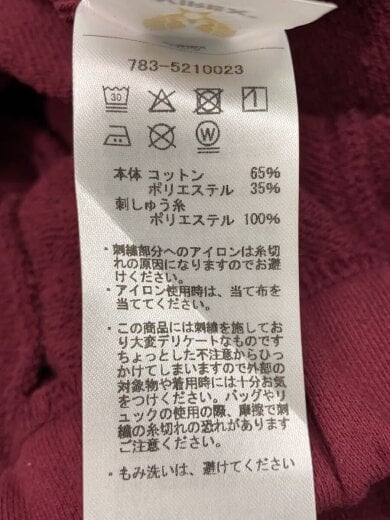 783-5210023
30
W
本体 コットン 65%
ポリエステル 35%
刺しゅう糸
ポリエステル 100%
・刺繍部分へのアイロンは糸切
れの原因になりますのでお避
けください。
・アイロン使用時は、当て布を
当ててください。
・この商品には刺繍を施してお
り大変デリケートなものです
ちょっとした不注意からひっ
かけてしまいますので外部の
対象物や着用時には十分お気
をつけください。バッグやリ
ュックの使用の際、摩擦で刺
繍の糸切れの恐れがあります
ご注意ください。
・もみ洗いは、避けてください